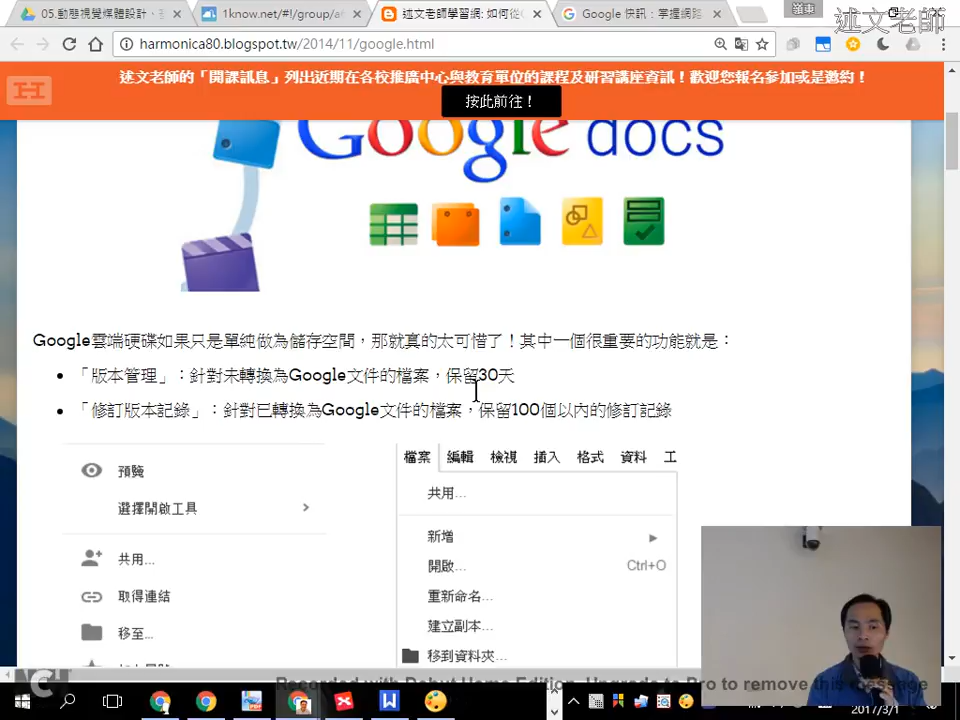 05.動態視覺媒體設計、
1know.net/#!/group/a
述文老師學習網: 如何從
Google 快訊：掌握網路
述文老師
harmonica80.blogspot.tw/2014/11/google.html
述文老師的「開課訊息」列出近期在各校推廣中心與教育單位的課程及研習講座資訊！歡迎您報名參加或是邀約！
按此前往！
Google docs
Google雲端硬碟如果只是單純做為儲存空間，那就真的太可惜了！其中一個很重要的功能就是：
「版本管理」：針對未轉換為Google文件的檔案，保留30天
「修訂版本記錄」：針對已轉換為Google文件的檔案，保留100個以內的修訂記錄
預覽
選擇開啟工具
共用...
取得連結
移至...
檔案 編輯 檢視 插入 格式 資料 工
共用...
新增
開啟... Ctrl+O
重新命名...
建立副本...
移到資料夾...
Recorded with Debut Home Edition. Upgrade to Pro to remove this message
2017/3/1